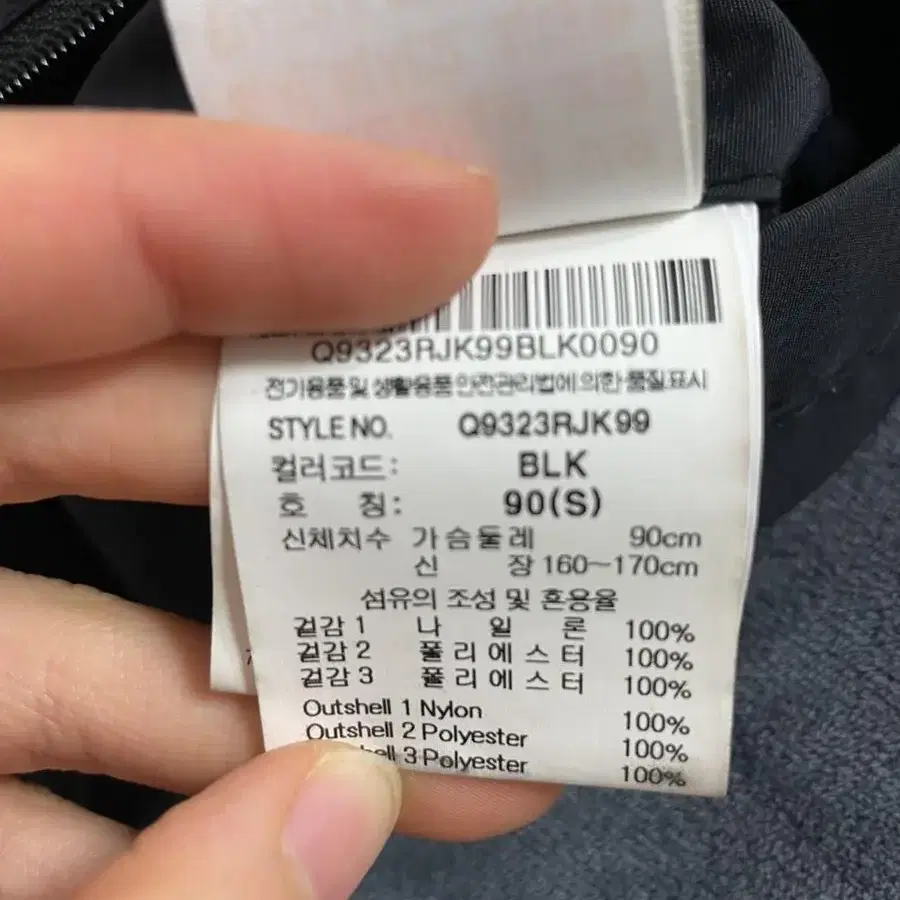 Q9323RJK99BLK0090
전기용품 및 생활용품 안전관리법에 의한 품질표시
STYLE NO. Q9323RJK99
컬러코드: BLK
호 칭: 90(S)
신체치수 가슴둘레 90cm
신 장 160~170cm
섬유의 조성 및 혼용율
겉감 1 나 일 론 100%
겉감 2 폴 리 에 스 터 100%
겉감 3 폴 리 에 스 터 100%
Outshell 1 Nylon 100%
Outshell 2 Polyester 100%
3 Polyester 100%